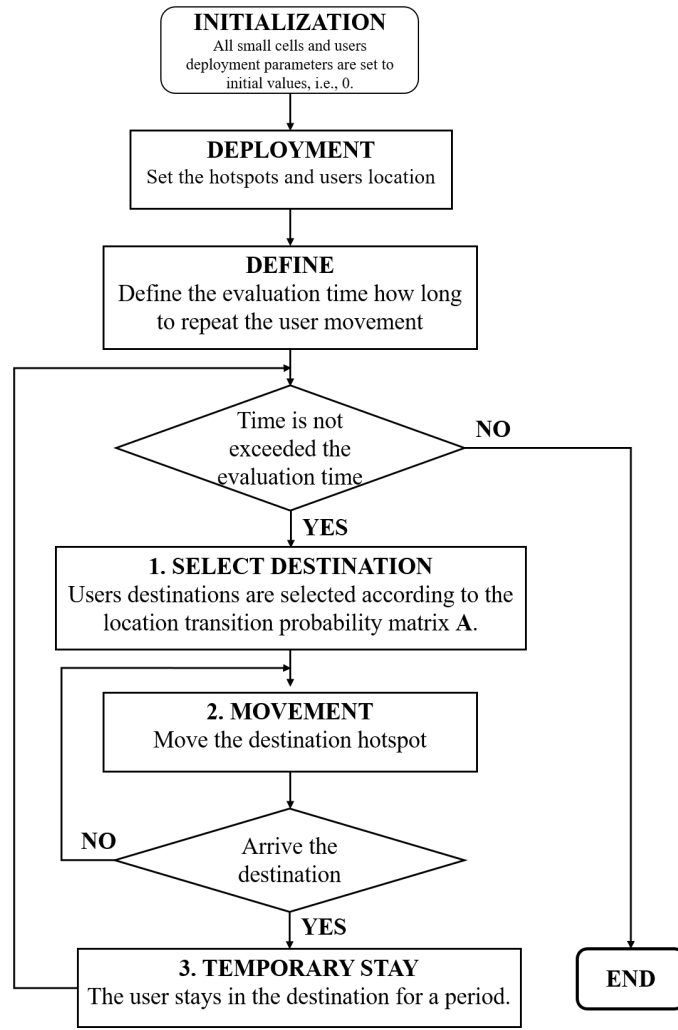 INITIALIZATION
All small cells and users
deployment parameters are set to
initial values, i.e., 0.
DEPLOYMENT
Set the hotspots and users location
DEFINE
Define the evaluation time how long
to repeat the user movement
Time is not
exceeded the
evaluation time
NO
YES
1. SELECT DESTINATION
Users destinations are selected according to the
location transition probability matrix A.
2. MOVEMENT
Move the destination hotspot
NO
Arrive the
destination
YES
3. TEMPORARY STAY
The user stays in the destination for a period.
END